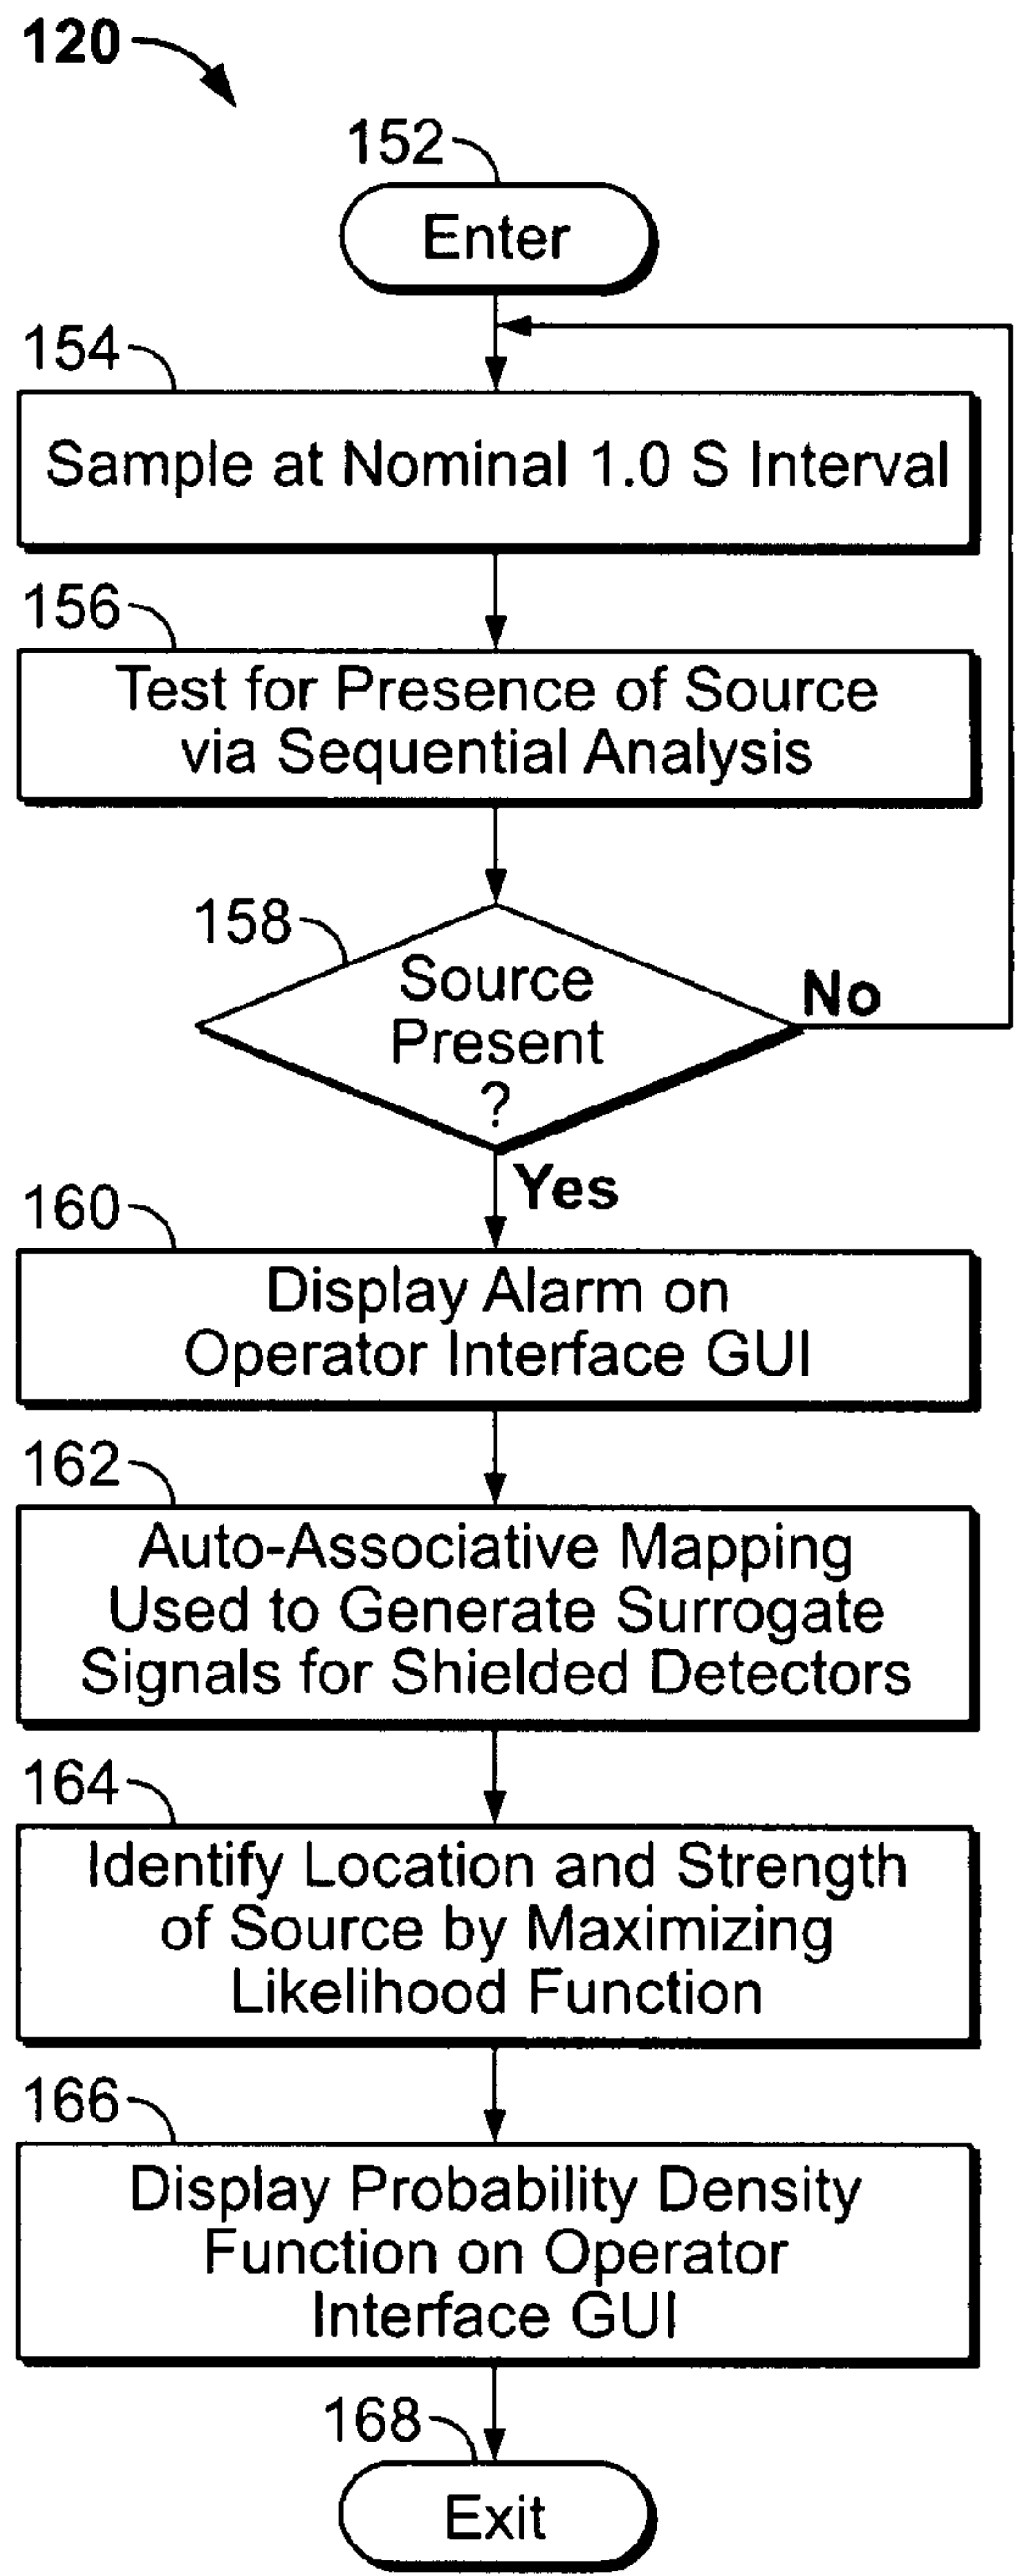 120
152
Enter
154
Sample at Nominal 1.0 S Interval
156
Test for Presence of Source
via Sequential Analysis
158
Source
Present
?
No
Yes
160
Display Alarm on
Operator Interface GUI
162
Auto-Associative Mapping
Used to Generate Surrogate
Signals for Shielded Detectors
164
Identify Location and Strength
of Source by Maximizing
Likelihood Function
166
Display Probability Density
Function on Operator
Interface GUI
168
Exit